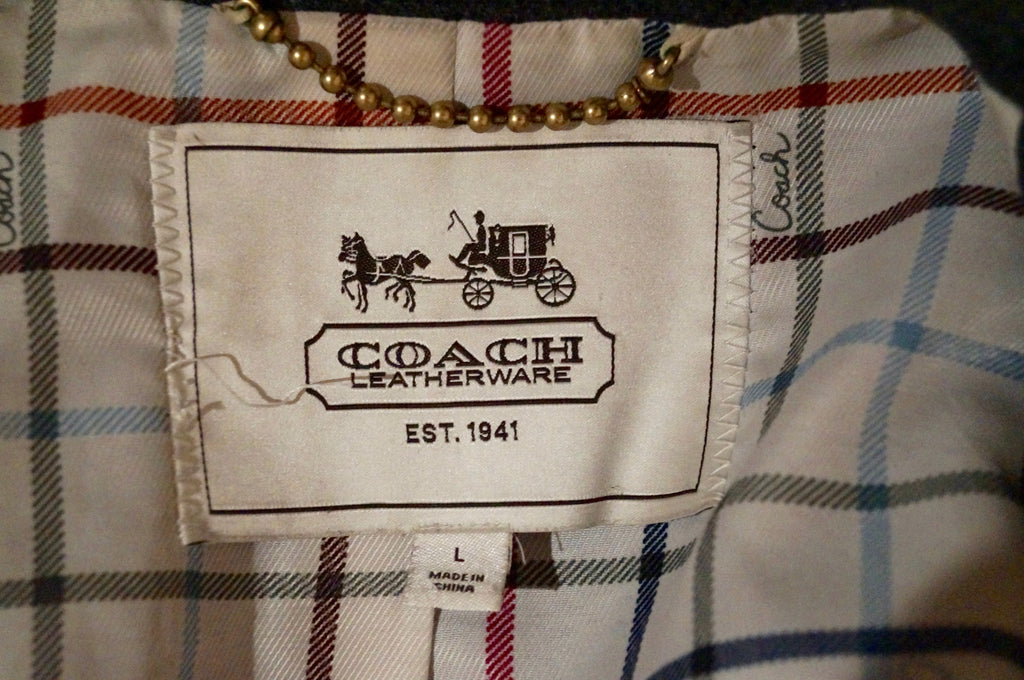 COACH
LEATHERWARE
EST. 1941
L
MADE IN
CHINA
Coach
Coach